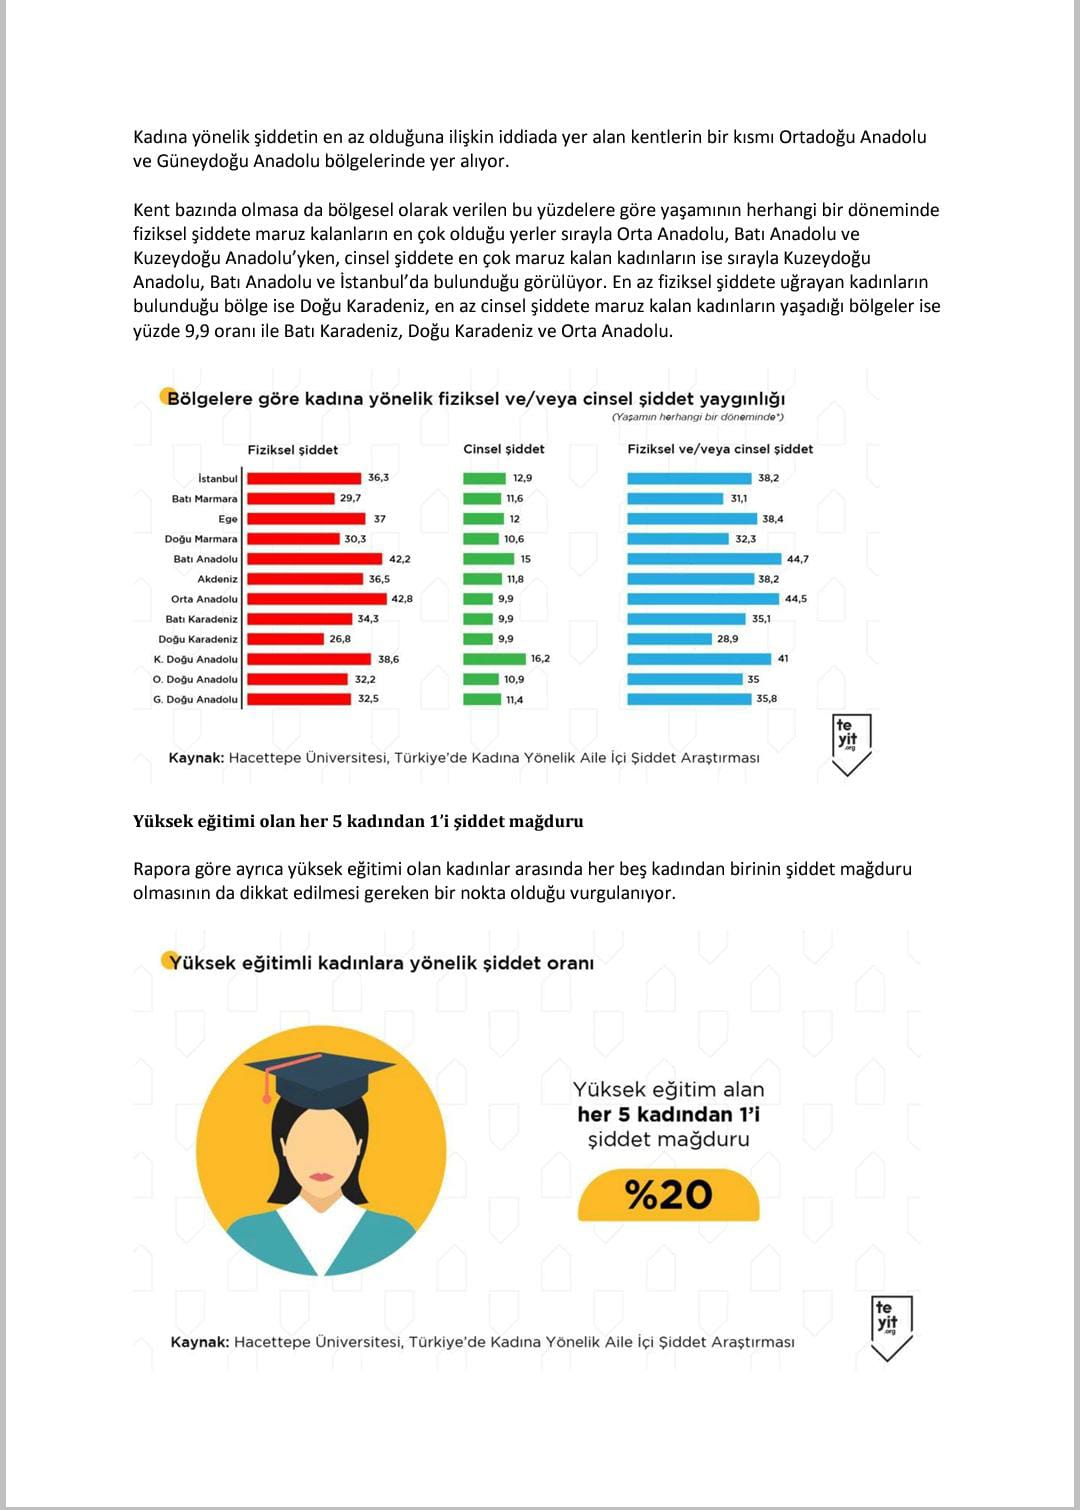 Kadına yönelik şiddetin en az olduğuna ilişkin iddiada yer alan kentlerin bir kısmı Ortadoğu Anadolu
ve Güneydoğu Anadolu bölgelerinde yer alıyor.
Kent bazında olmasa da bölgesel olarak verilen bu yüzdelere göre yaşamının herhangi bir döneminde
fiziksel şiddete maruz kalanların en çok olduğu yerler sırayla Orta Anadolu, Batı Anadolu ve
Kuzeydoğu Anadolu’yken, cinsel şiddete en çok maruz kalan kadınların ise sırayla Kuzeydoğu
Anadolu, Batı Anadolu ve İstanbul’da bulunduğu görülüyor. En az fiziksel şiddete uğrayan kadınların
bulunduğu bölge ise Doğu Karadeniz, en az cinsel şiddete maruz kalan kadınların yaşadığı bölgeler ise
yüzde 9,9 oranı ile Batı Karadeniz, Doğu Karadeniz ve Orta Anadolu.
Bölgelere göre kadına yönelik fiziksel ve/veya cinsel şiddet yaygınlığı
(Yaşamın herhangi bir döneminde*)
Fiziksel şiddet Cinsel şiddet Fiziksel ve/veya cinsel şiddet
İstanbul 36,3 12,9 38,2
Batı Marmara 29,7 11,6 31,1
Ege 37 12 38,4
Doğu Marmara 30,3 10,6 32,3
Batı Anadolu 42,2 15 44,7
Akdeniz 36,5 11,8 38,2
Orta Anadolu 42,8 9,9 44,5
Batı Karadeniz 34,3 9,9 35,1
Doğu Karadeniz 26,8 9,9 28,9
K. Doğu Anadolu 38,6 16,2 41
O. Doğu Anadolu 32,2 10,9 35
G. Doğu Anadolu 32,5 11,4 35,8
te
yit
.org
Kaynak: Hacettepe Üniversitesi, Türkiye’de Kadına Yönelik Aile İçi Şiddet Araştırması
Yüksek eğitimi olan her 5 kadından 1’i şiddet mağduru
Rapora göre ayrıca yüksek eğitimi olan kadınlar arasında her beş kadından birinin şiddet mağduru
olmasının da dikkat edilmesi gereken bir nokta olduğu vurgulanıyor.
Yüksek eğitimli kadınlara yönelik şiddet oranı
Yüksek eğitim alan
her 5 kadından 1’i
şiddet mağduru
%20
te
yit
.org
Kaynak: Hacettepe Üniversitesi, Türkiye’de Kadına Yönelik Aile İçi Şiddet Araştırması